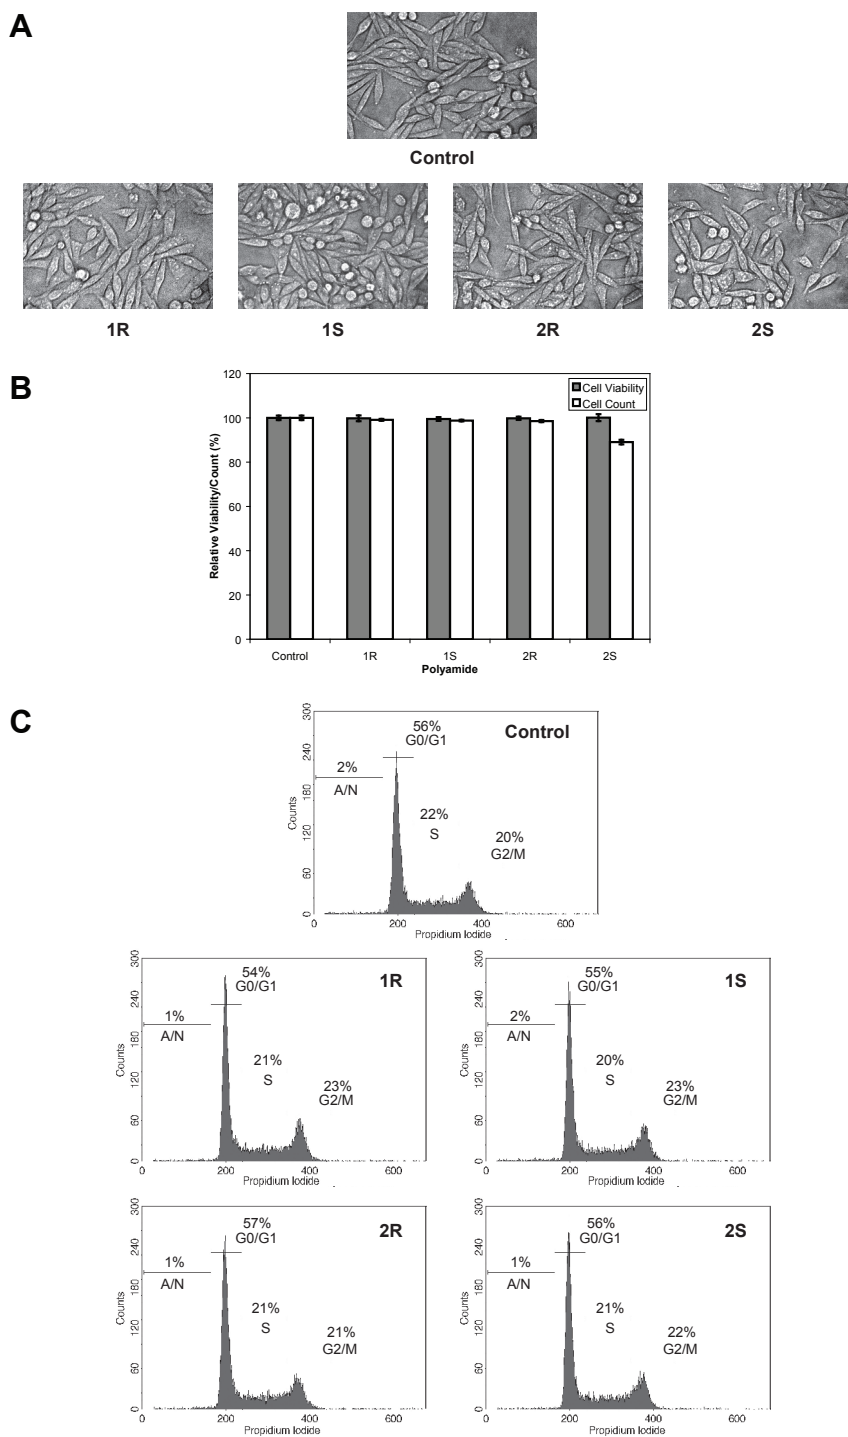 A
Control
1R
1S
2R
2S
B
120
100
80
60
40
20
0
Relative Viability/Count (%)
Cell Viability
Cell Count
Control
1R
1S
2R
2S
Polyamide
C
Control
56%
G0/G1
2%
A/N
22%
S
20%
G2/M
Counts
300
240
180
120
60
0
0
200
400
600
Propidium Iodide
1R
54%
G0/G1
1%
A/N
21%
S
23%
G2/M
Counts
300
240
180
120
60
0
0
200
400
600
Propidium Iodide
1S
55%
G0/G1
2%
A/N
20%
S
23%
G2/M
Counts
300
240
180
120
60
0
0
200
400
600
Propidium Iodide
2R
57%
G0/G1
1%
A/N
21%
S
21%
G2/M
Counts
300
240
180
120
60
0
0
200
400
600
Propidium Iodide
2S
56%
G0/G1
1%
A/N
21%
S
22%
G2/M
Counts
300
240
180
120
60
0
0
200
400
600
Propidium Iodide